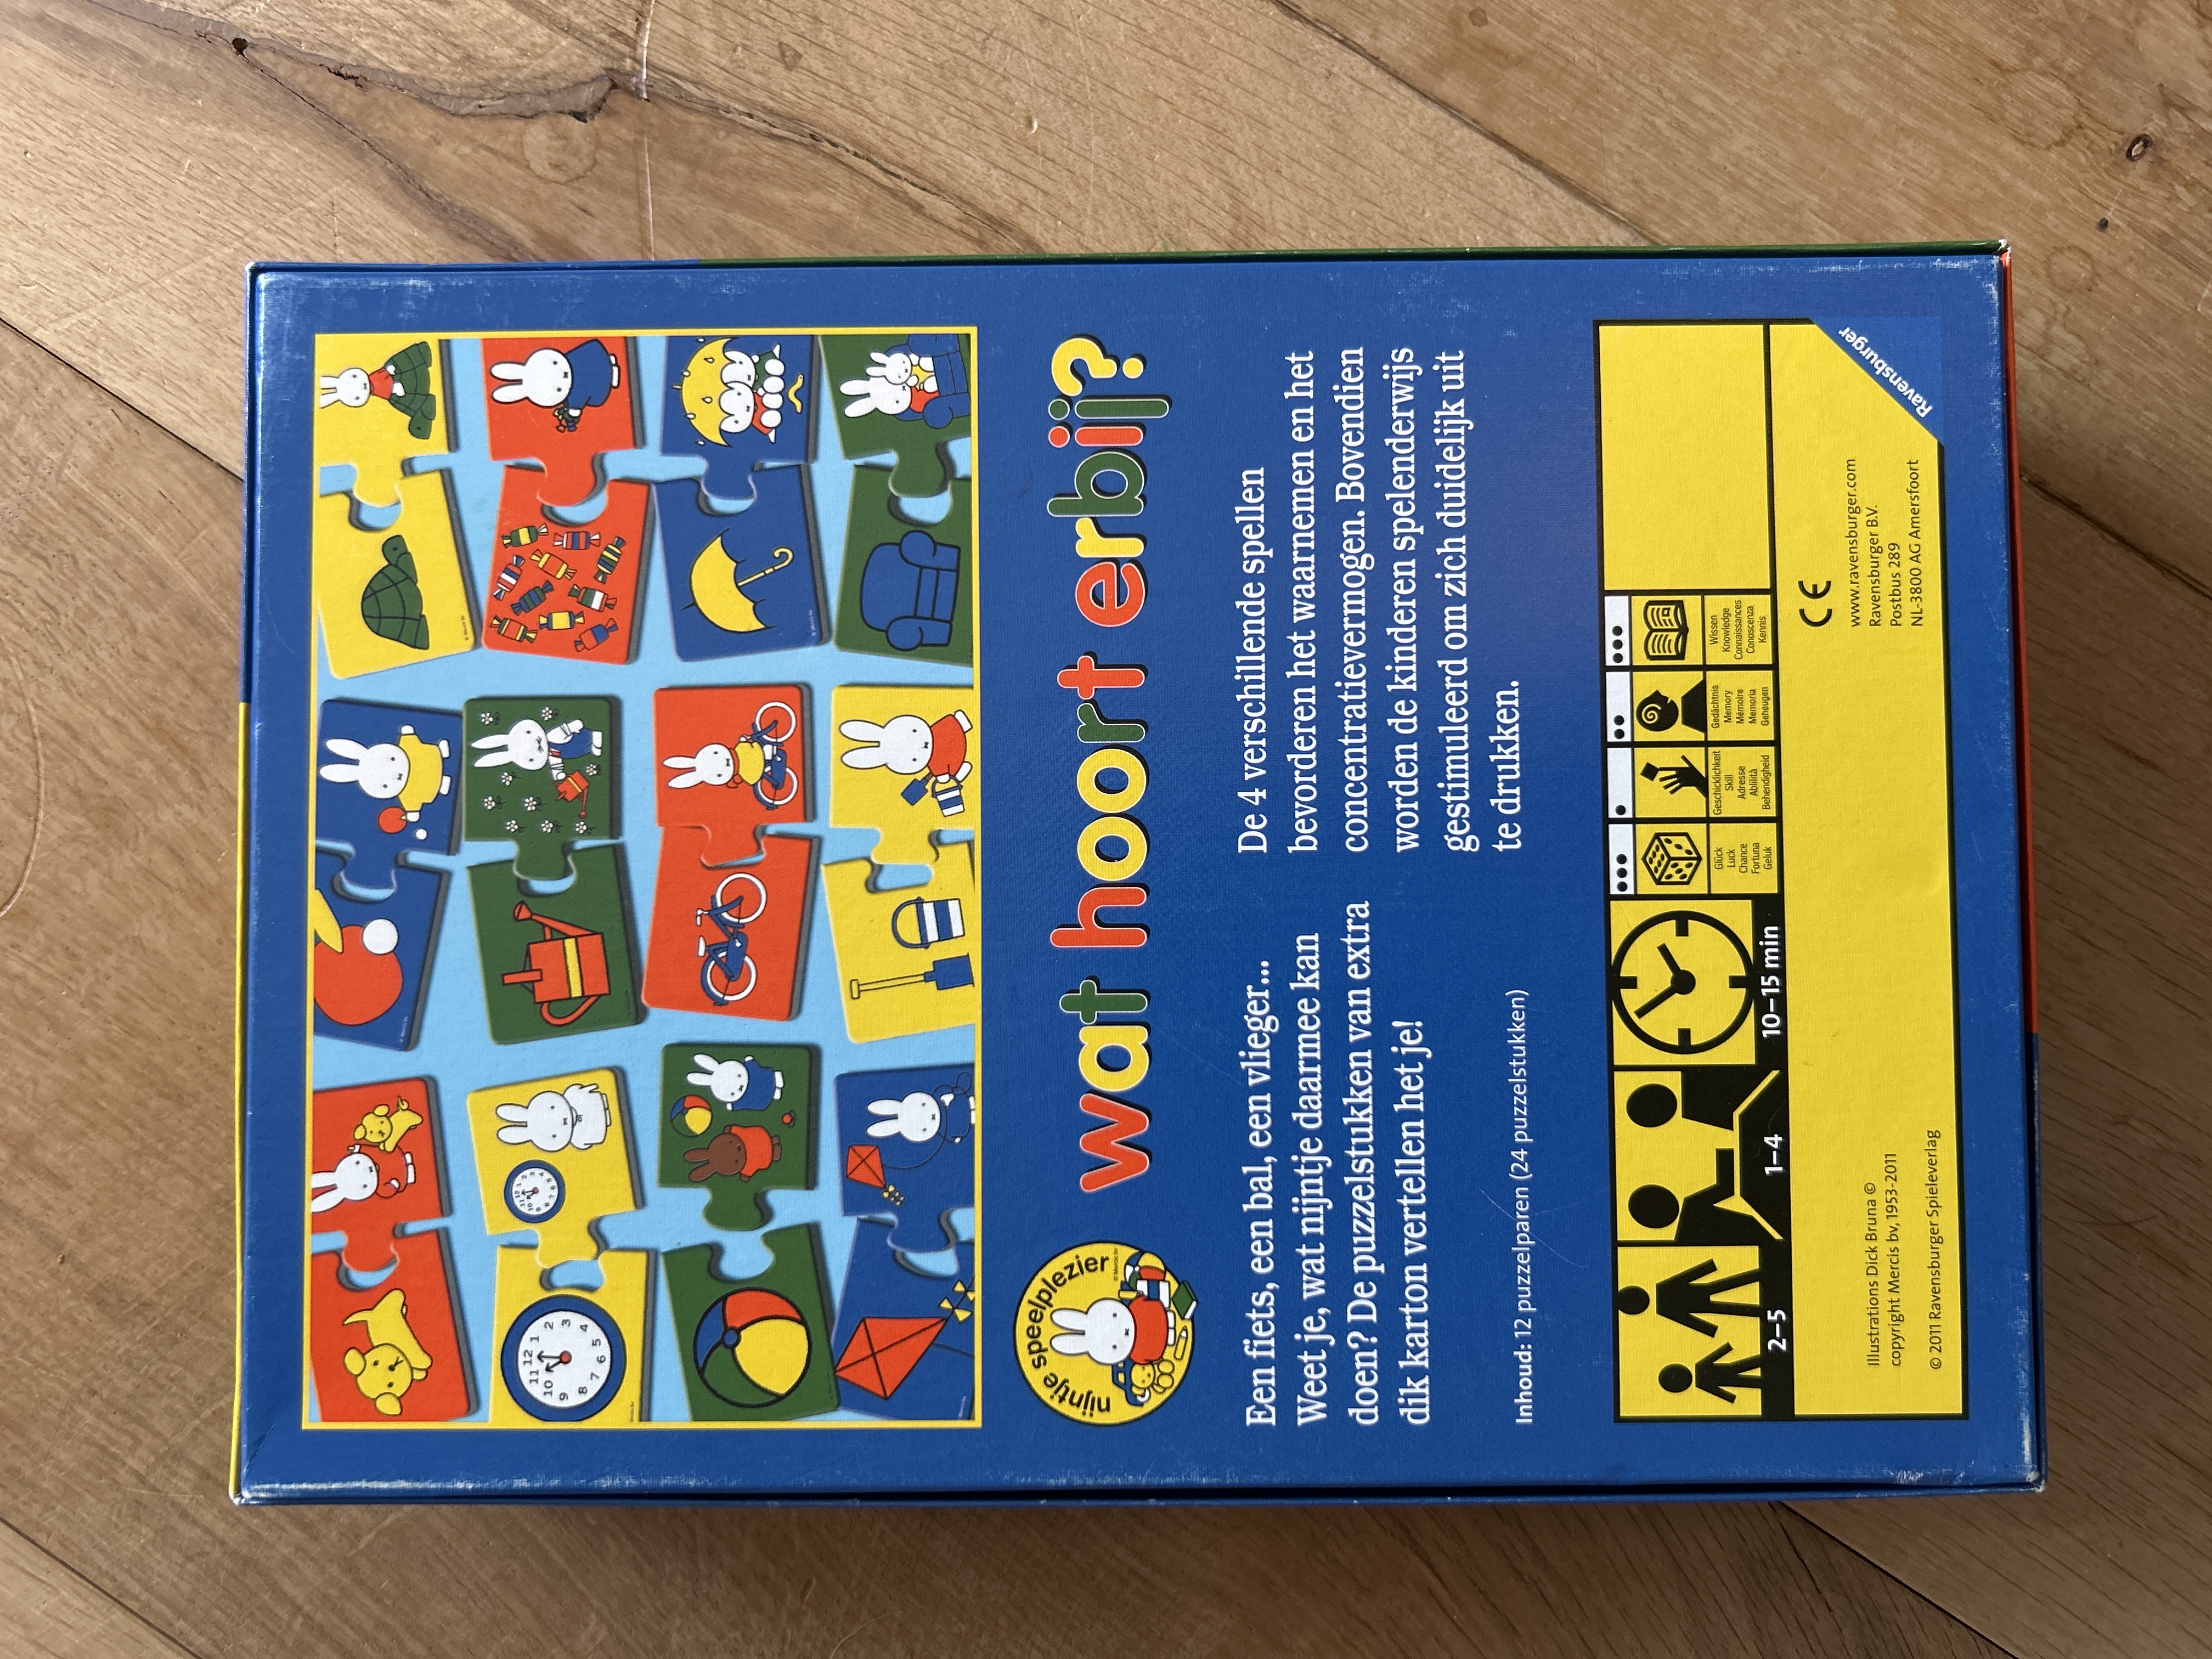 wat hoort erbij?
nijntje speelplezier
© Mercis bv
Een fiets, een bal, een vlieger...
Weet je, wat nijntje daarmee kan
doen? De puzzelstukken van extra
dik karton vertellen het je!
Inhoud: 12 puzzelparen (24 puzzelstukken)
De 4 verschillende spellen
bevorderen het waarnemen en het
concentratievermogen. Bovendien
worden de kinderen spelenderwijs
gestimuleerd om zich duidelijk uit
te drukken.
2–5
1–4
10–15 min
Glück
Luck
Chance
Fortuna
Geluk
Geschicklichkeit
Skill
Adresse
Abilità
Behendigheid
Gedächtnis
Memory
Mémoire
Memoria
Geheugen
Wissen
Knowledge
Connaissances
Conoscenza
Kennis
Illustrations Dick Bruna ©
copyright Mercis bv, 1953-2011
© 2011 Ravensburger Spieleverlag
CE
www.ravensburger.com
Ravensburger B.V.
Postbus 289
NL-3800 AG Amersfoort
Ravensburger